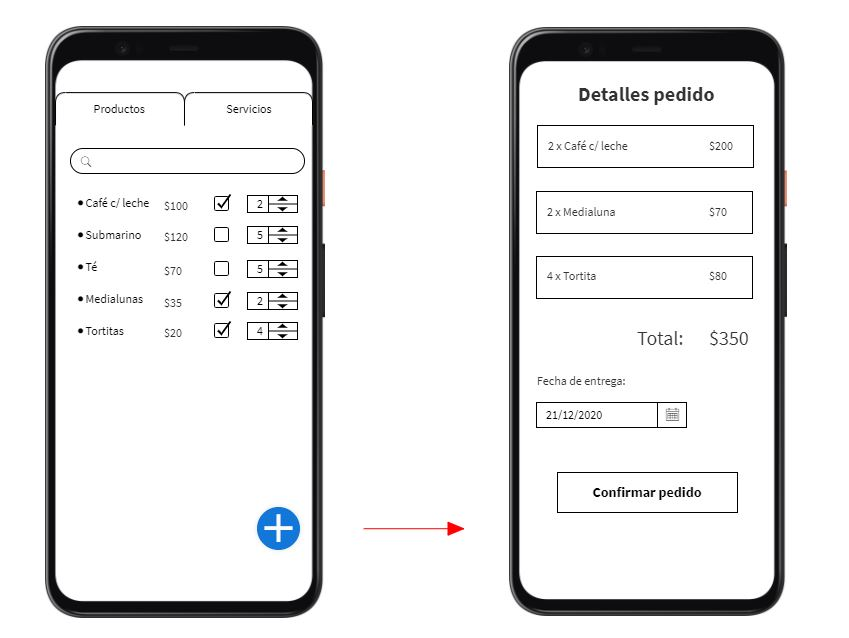 Productos Servicios
Café c/ leche $100 2
Submarino $120 5
Té $70 5
Medialunas $35 2
Tortitas $20 4
Detalles pedido
2 x Café c/ leche $200
2 x Medialuna $70
4 x Tortita $80
Total: $350
Fecha de entrega:
21/12/2020
Confirmar pedido